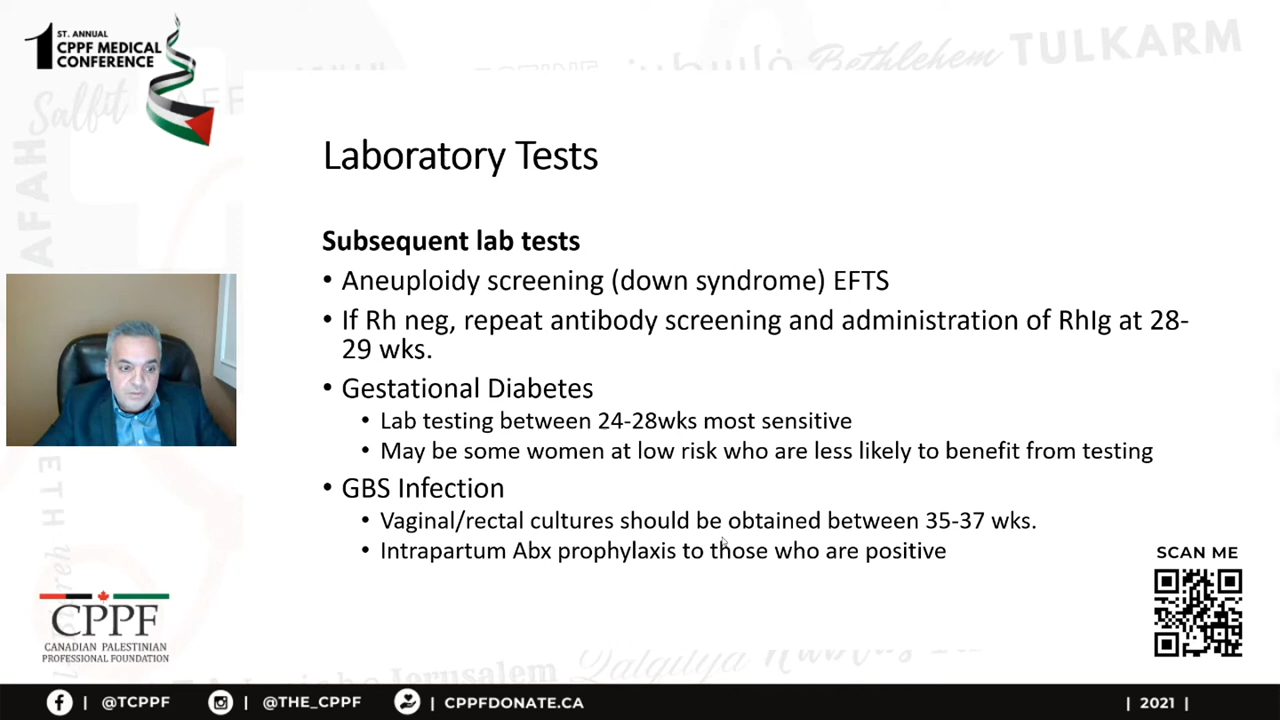 1 ST. ANNUAL
CPPF MEDICAL
CONFERENCE
Salfit
فلسطين
Bethlehem
TULKARM
Laboratory Tests
Subsequent lab tests
• Aneuploidy screening (down syndrome) EFTS
• If Rh neg, repeat antibody screening and administration of RhIg at 28-
29 wks.
• Gestational Diabetes
• Lab testing between 24-28wks most sensitive
• May be some women at low risk who are less likely to benefit from testing
• GBS Infection
• Vaginal/rectal cultures should be obtained between 35-37 wks.
• Intrapartum Abx prophylaxis to those who are positive
SCAN ME
CPPF
CANADIAN PALESTINIAN
PROFESSIONAL FOUNDATION
Jerusalem
Qalqilya
| @TCPPF
| @THE_CPPF
| CPPFDONATE.CA
| 2021 |